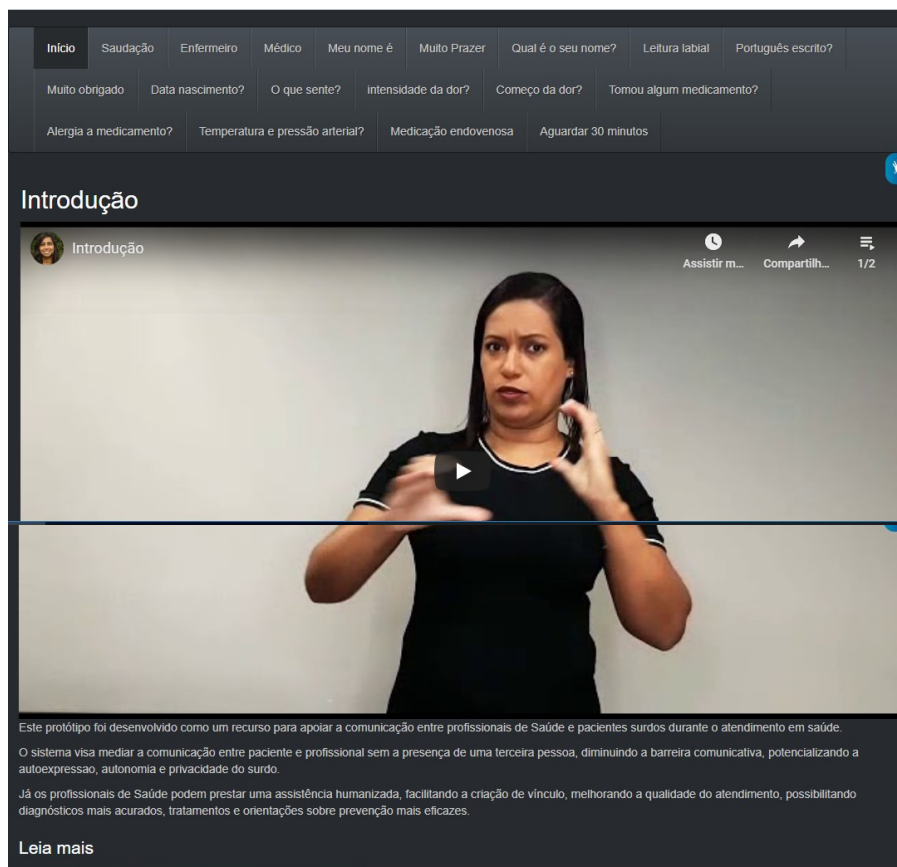 Início Saudação Enfermeiro Médico Meu nome é Muito Prazer Qual é o seu nome? Leitura labial Português escrito?
Muito obrigado Data nascimento? O que sente? intensidade da dor? Começo da dor? Tomou algum medicamento?
Alergia a medicamento? Temperatura e pressão arterial? Medicação endovenosa Aguardar 30 minutos
Introdução
Introdução
Assistir m... Compartilh... 1/2
Este protótipo foi desenvolvido como um recurso para apoiar a comunicação entre profissionais de Saúde e pacientes surdos durante o atendimento em saúde.
O sistema visa mediar a comunicação entre paciente e profissional sem a presença de uma terceira pessoa, diminuindo a barreira comunicativa, potencializando a
autoexpressao, autonomia e privacidade do surdo.
Já os profissionais de Saúde podem prestar uma assistência humanizada, facilitando a criação de vínculo, melhorando a qualidade do atendimento, possibilitando
diagnósticos mais acurados, tratamentos e orientações sobre prevenção mais eficazes.
Leia mais